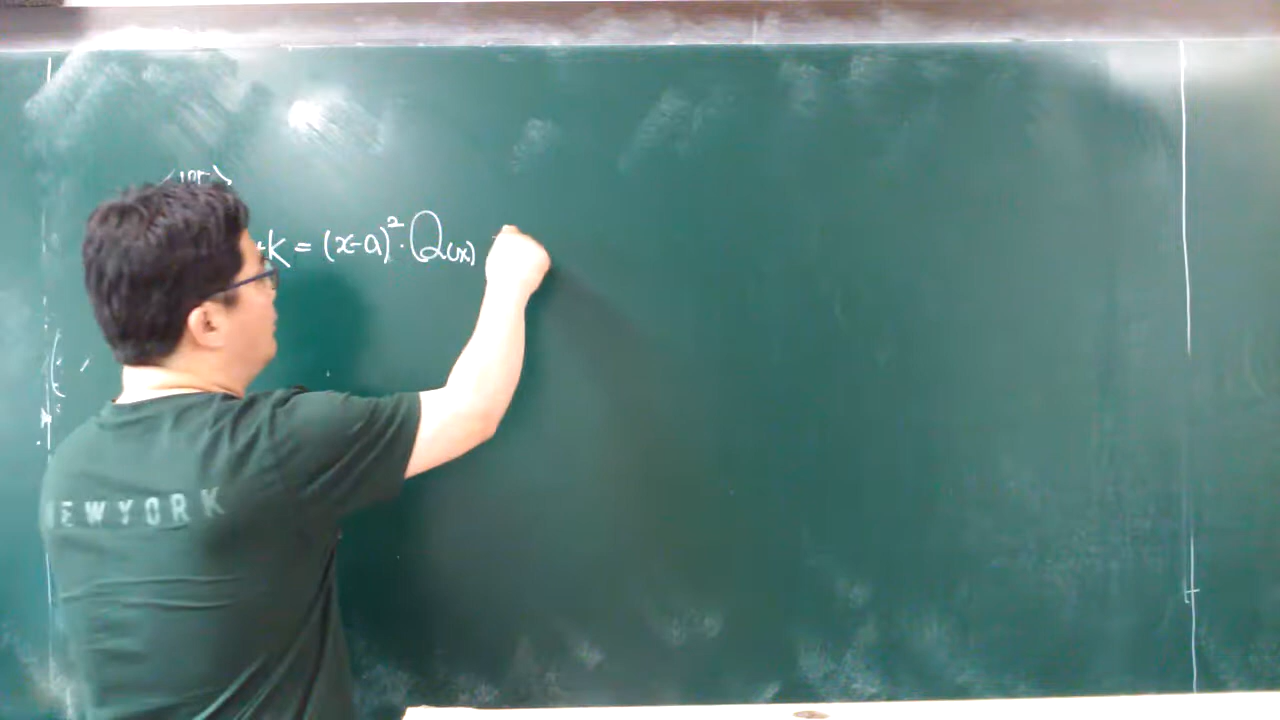 +K = (x-a)²·Q(x)
NEWYORK